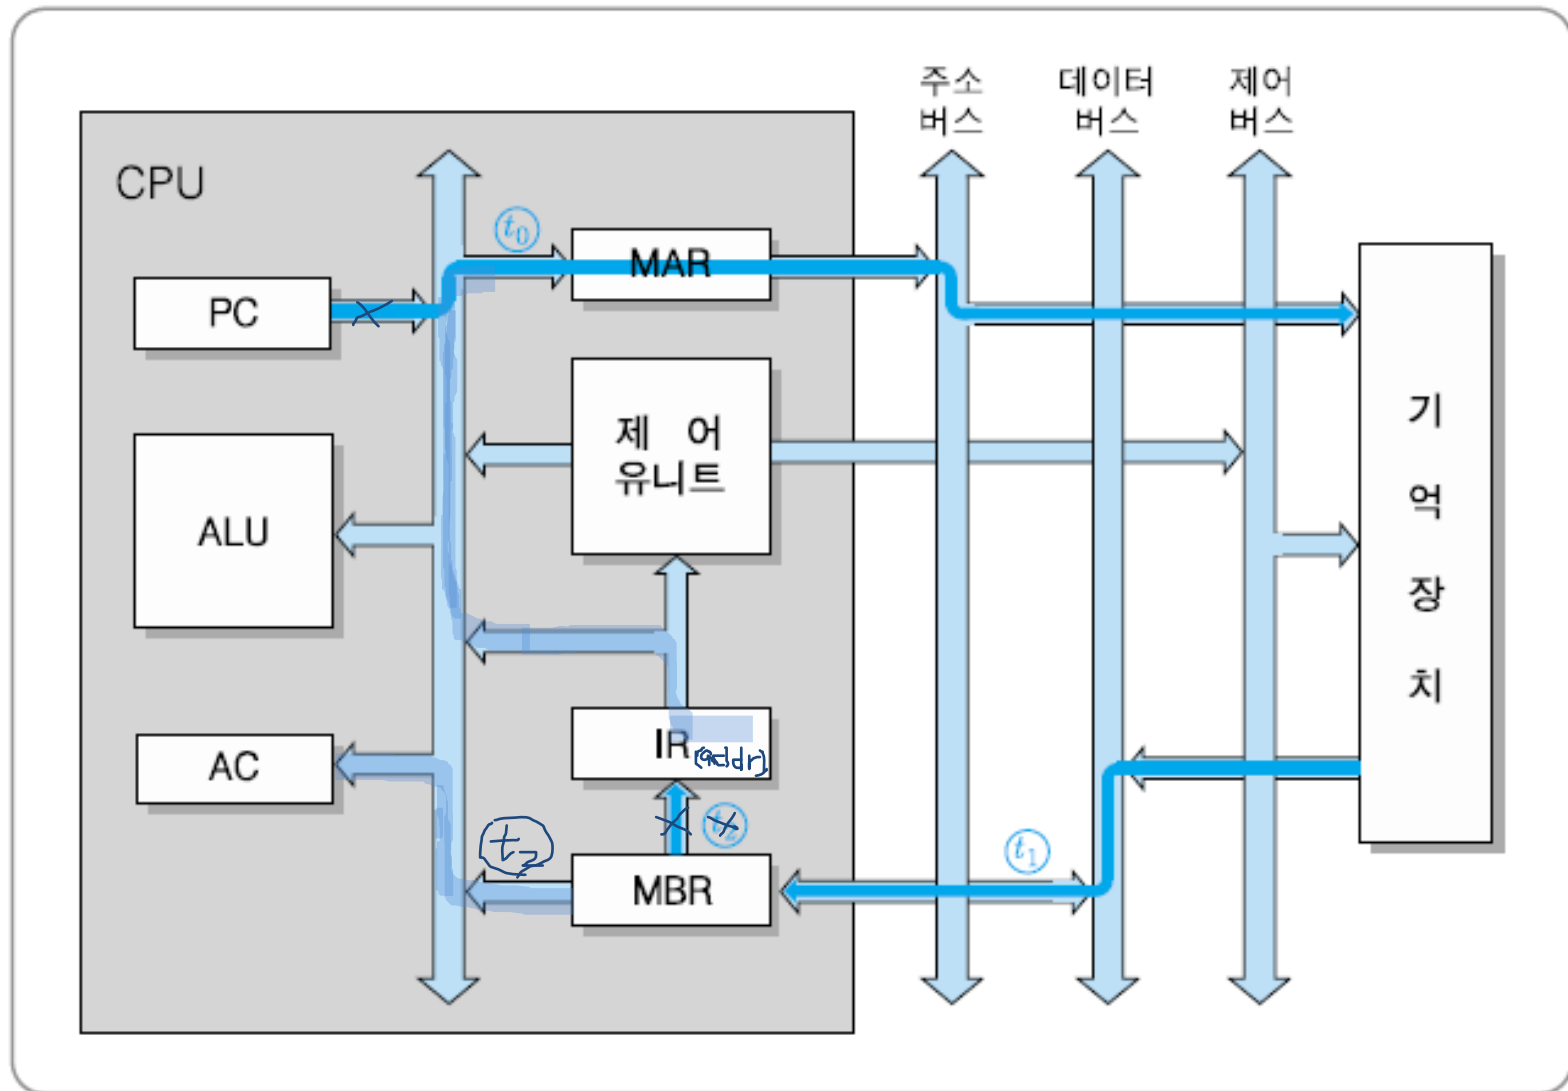 주소
버스
데이터
버스
제어
버스
CPU
t₀
MAR
PC
제 어
유니트
기
억
장
치
ALU
IR
(addr)
AC
t₂
t₂
MBR
t₁